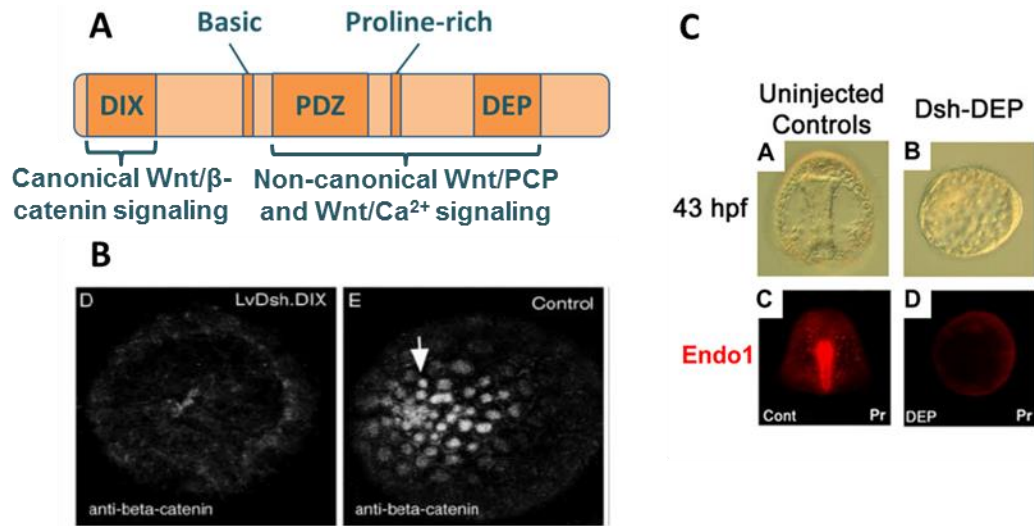 A
Basic
Proline-rich
DIX
PDZ
DEP
Canonical Wnt/β-
catenin signaling
Non-canonical Wnt/PCP
and Wnt/Ca²⁺ signaling
B
D
LvDsh.DIX
anti-beta-catenin
E
Control
anti-beta-catenin
C
Uninjected
Controls
Dsh-DEP
43 hpf
A
B
Endo1
C
Cont
Pr
D
DEP
Pr